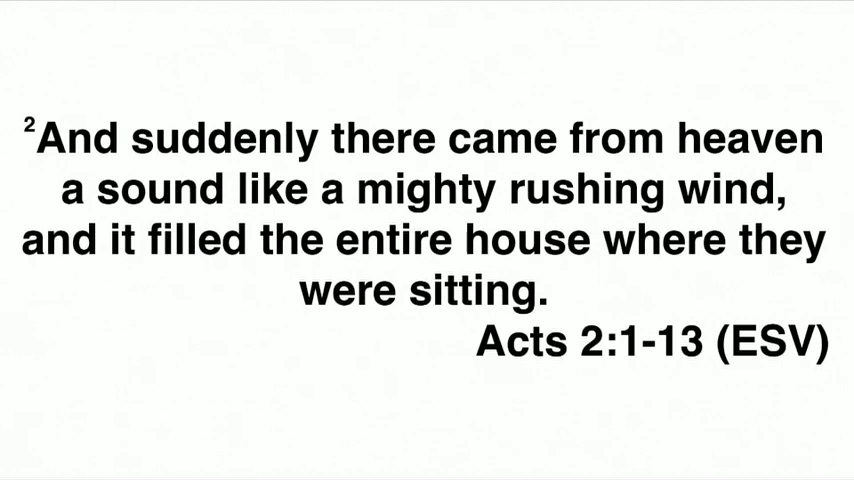 ²And suddenly there came from heaven
a sound like a mighty rushing wind,
and it filled the entire house where they
were sitting.
Acts 2:1-13 (ESV)